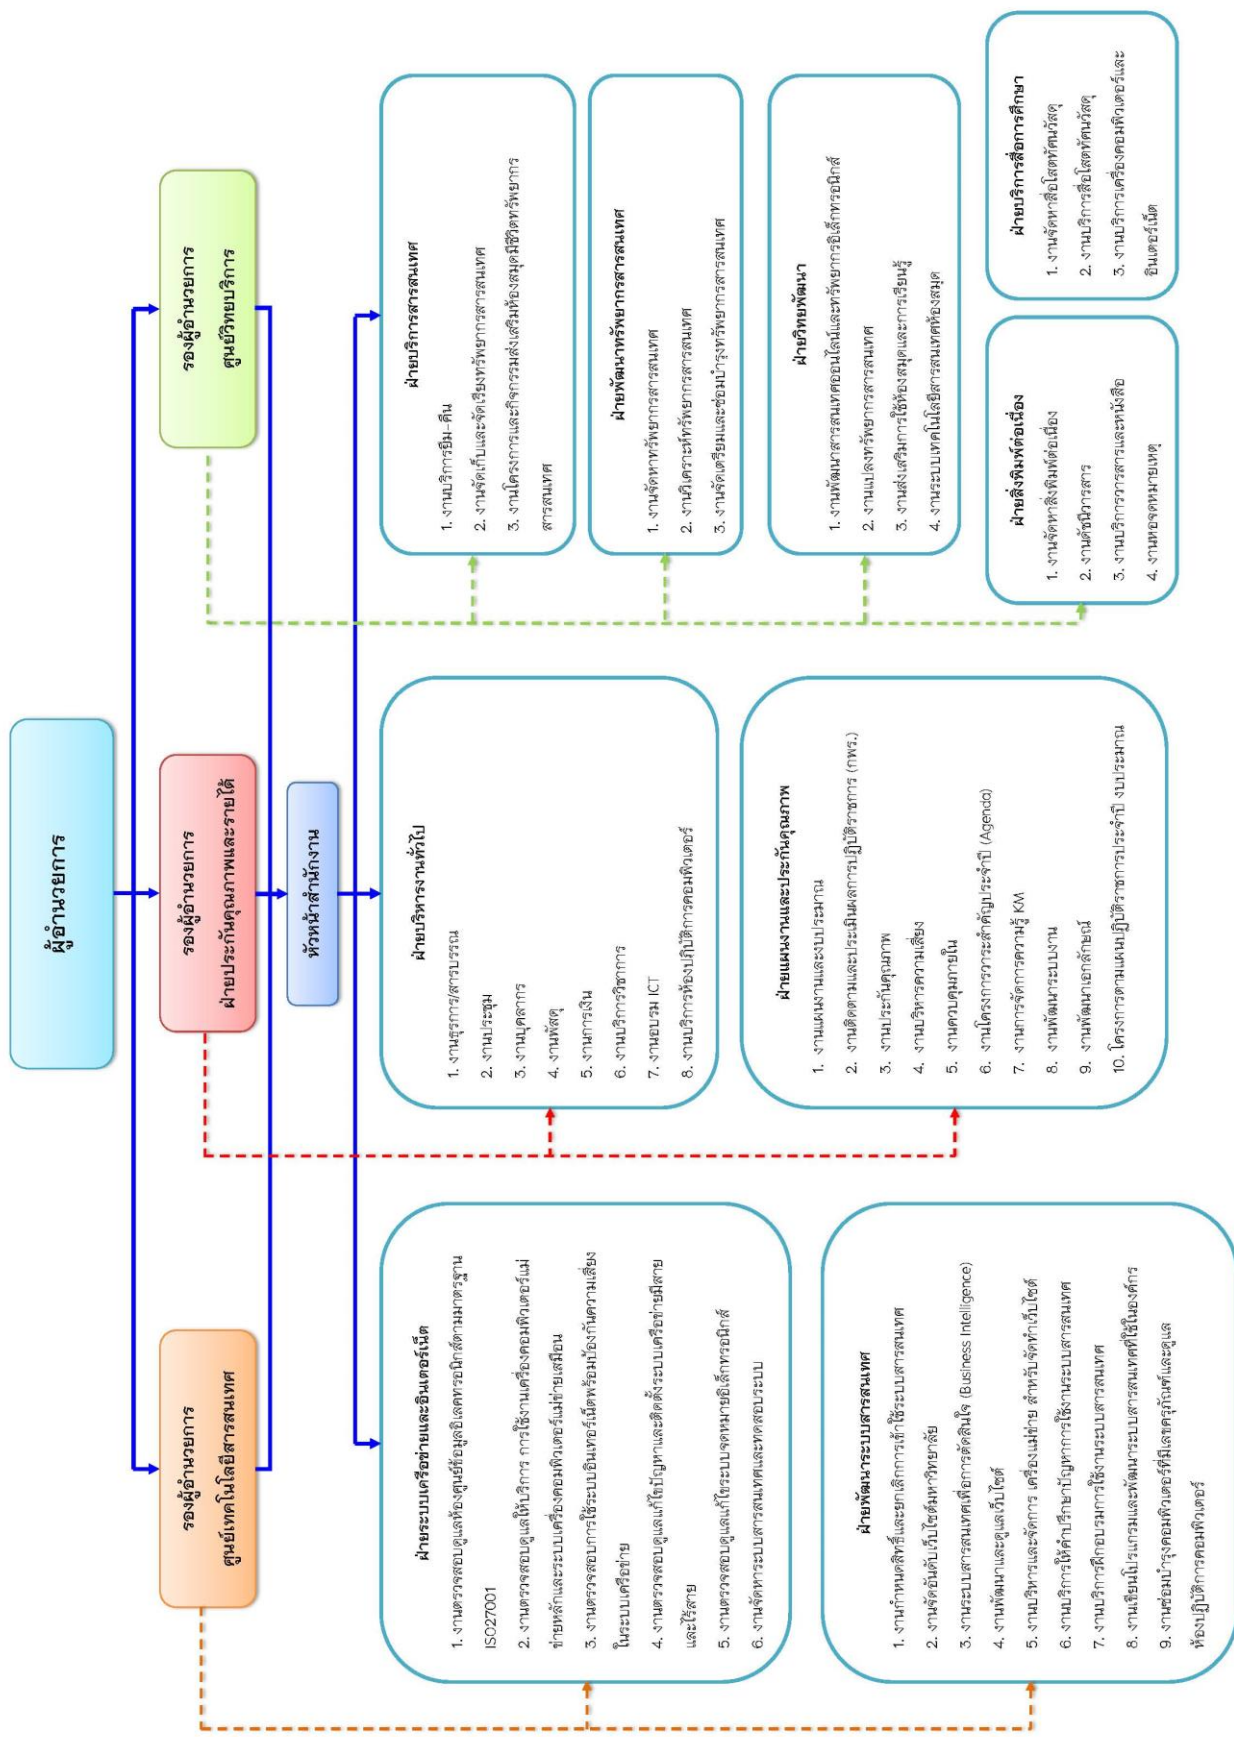 ผู้อำนวยการ
รองผู้อำนวยการ
ศูนย์เทคโนโลยีสารสนเทศ
รองผู้อำนวยการ
ฝ่ายประกันคุณภาพและรายได้
รองผู้อำนวยการ
ศูนย์วิทยบริการ
หัวหน้าสำนักงาน
ฝ่ายระบบเครือข่ายและอินเตอร์เน็ต
1. งานตรวจสอบดูแลห้องศูนย์ข้อมูลอิเลคทรอนิกส์ตามมาตรฐาน
ISO27001
2. งานตรวจสอบดูแลให้บริการ การใช้งานเครื่องคอมพิวเตอร์แม่
ข่ายหลักและระบบเครื่องคอมพิวเตอร์แม่ข่ายเสมือน
3. งานตรวจสอบการใช้ระบบอินเทอร์เน็ตพร้อมป้องกันความเสี่ยง
ในระบบเครือข่าย
4. งานตรวจสอบดูแลแก้ไขปัญหาและติดตั้งระบบเครือข่ายมีสาย
และไร้สาย
5. งานตรวจสอบดูแลแก้ไขระบบจดหมายอิเล็กทรอนิกส์
6. งานจัดหาระบบสารสนเทศและทดสอบระบบ
ฝ่ายพัฒนาระบบสารสนเทศ
1. งานกำหนดสิทธิ์และยกเลิกการเข้าใช้ระบบสารสนเทศ
2. งานจัดอันดับเว็บไซต์มหาวิทยาลัย
3. งานระบบสารสนเทศเพื่อการตัดสินใจ (Business Intelligence)
4. งานพัฒนาและดูแลเว็บไซต์
5. งานบริหารและจัดการ เครื่องแม่ข่าย สำหรับจัดทำเว็บไซต์
6. งานบริการให้คำปรึกษาปัญหาการใช้งานระบบสารสนเทศ
7. งานบริการฝึกอบรมการใช้งานระบบสารสนเทศ
8. งานเขียนโปรแกรมและพัฒนาระบบสารสนเทศที่ใช้ในองค์กร
9. งานซ่อมบำรุงคอมพิวเตอร์ที่มีเลขครุภัณฑ์และดูแล
ห้องปฏิบัติการคอมพิวเตอร์
ฝ่ายบริหารงานทั่วไป
1. งานธุรการ/สารบรรณ
2. งานประชุม
3. งานบุคลากร
4. งานพัสดุ
5. งานการเงิน
6. งานบริการวิชาการ
7. งานอบรม ICT
8. งานบริการห้องปฏิบัติการคอมพิวเตอร์
ฝ่ายแผนงานและประกันคุณภาพ
1. งานแผนงานและงบประมาณ
2. งานติดตามและประเมินผลการปฏิบัติราชการ (กพร.)
3. งานประกันคุณภาพ
4. งานบริหารความเสี่ยง
5. งานควบคุมภายใน
6. งานโครงการวาระสำคัญประจำปี (Agenda)
7. งานการจัดการความรู้ KM
8. งานพัฒนาระบบงาน
9. งานพัฒนาเอกลักษณ์
10. โครงการตามแผนปฏิบัติราชการประจำปี งบประมาณ
ฝ่ายบริการสารสนเทศ
1. งานบริการยืม-คืน
2. งานจัดเก็บและจัดเรียงทรัพยากรสารสนเทศ
3. งานโครงการและกิจกรรมส่งเสริมห้องสมุดมีชีวิตทรัพยากร
สารสนเทศ
ฝ่ายพัฒนาทรัพยากรสารสนเทศ
1. งานจัดหาทรัพยากรสารสนเทศ
2. งานวิเคราะห์ทรัพยากรสารสนเทศ
3. งานจัดเตรียมและซ่อมบำรุงทรัพยากรสารสนเทศ
ฝ่ายวิทยพัฒนา
1. งานพัฒนาสารสนเทศออนไลน์และทรัพยากรอิเล็กทรอนิกส์
2. งานแปลงทรัพยากรสารสนเทศ
3. งานส่งเสริมการใช้ห้องสมุดและการเรียนรู้
4. งานระบบเทคโนโลยีสารสนเทศห้องสมุด
ฝ่ายสิ่งพิมพ์ต่อเนื่อง
1. งานจัดหาสิ่งพิมพ์ต่อเนื่อง
2. งานดัชนีวารสาร
3. งานบริการวารสารและหนังสือ
4. งานหอจดหมายเหตุ
ฝ่ายบริการสื่อการศึกษา
1. งานจัดหาสื่อโสตทัศนวัสดุ
2. งานบริการสื่อโสตทัศนวัสดุ
3. งานบริการเครื่องคอมพิวเตอร์และ
อินเตอร์เน็ต